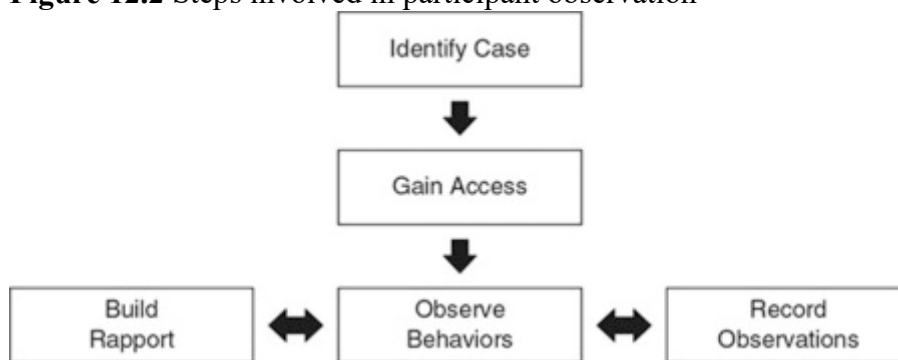 Figure 12.2 Steps involved in participant observation
Identify Case
Gain Access
Build
Rapport
Observe
Behaviors
Record
Observations